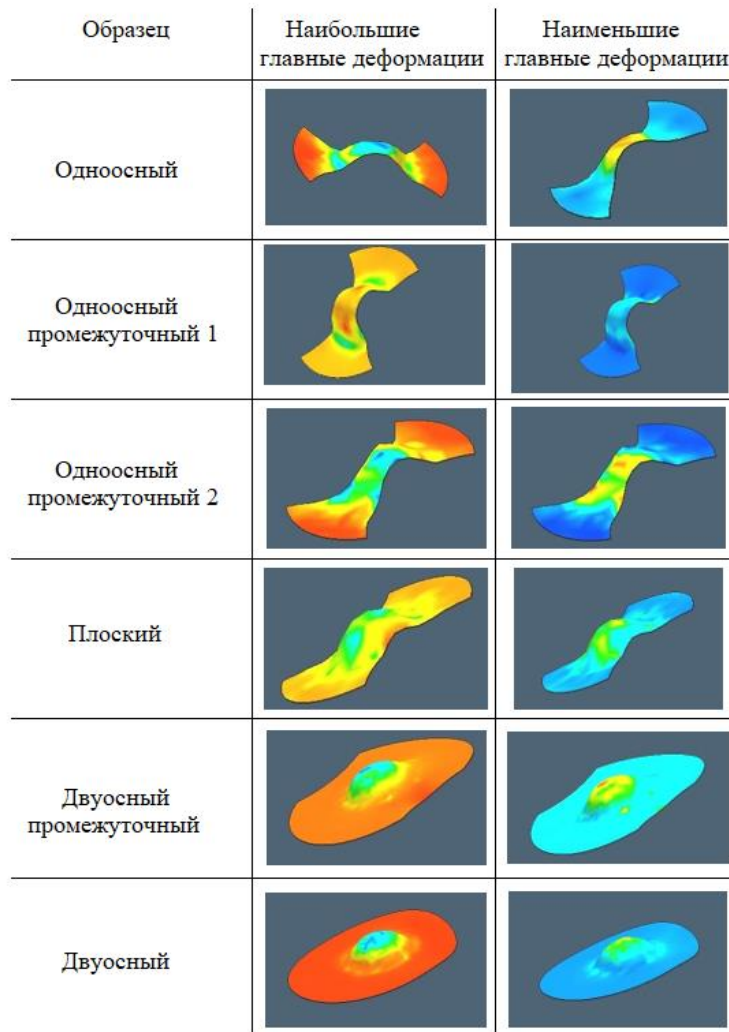 Образец
Наибольшие
главные деформации
Наименьшие
главные деформации
Одноосный
Одноосный
промежуточный 1
Одноосный
промежуточный 2
Плоский
Двуосный
промежуточный
Двуосный